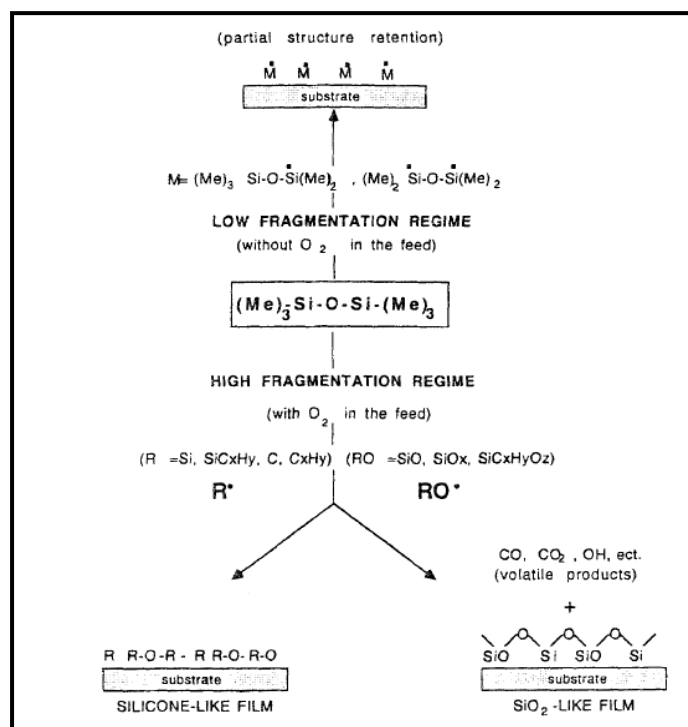 (partial structure retention)
Ṁ Ṁ Ṁ Ṁ
substrate
M= (Me)₃ Si-O-Ṡi(Me)₂ , (Me)₂ Ṡi-O-Ṡi(Me)₂
LOW FRAGMENTATION REGIME
(without O₂ in the feed)
(Me)₃-Si-O-Si-(Me)₃
HIGH FRAGMENTATION REGIME
(with O₂ in the feed)
(R =Si, SiCxHy, C, CxHy) (RO =SiO, SiOx, SiCxHyOz)
R• RO•
CO, CO₂ , OH, ect.
(volatile products)
+
O O O
R R-O-R - R R-O-R-O
SiO Si SiO Si
substrate
substrate
SILICONE-LIKE FILM
SiO₂-LIKE FILM